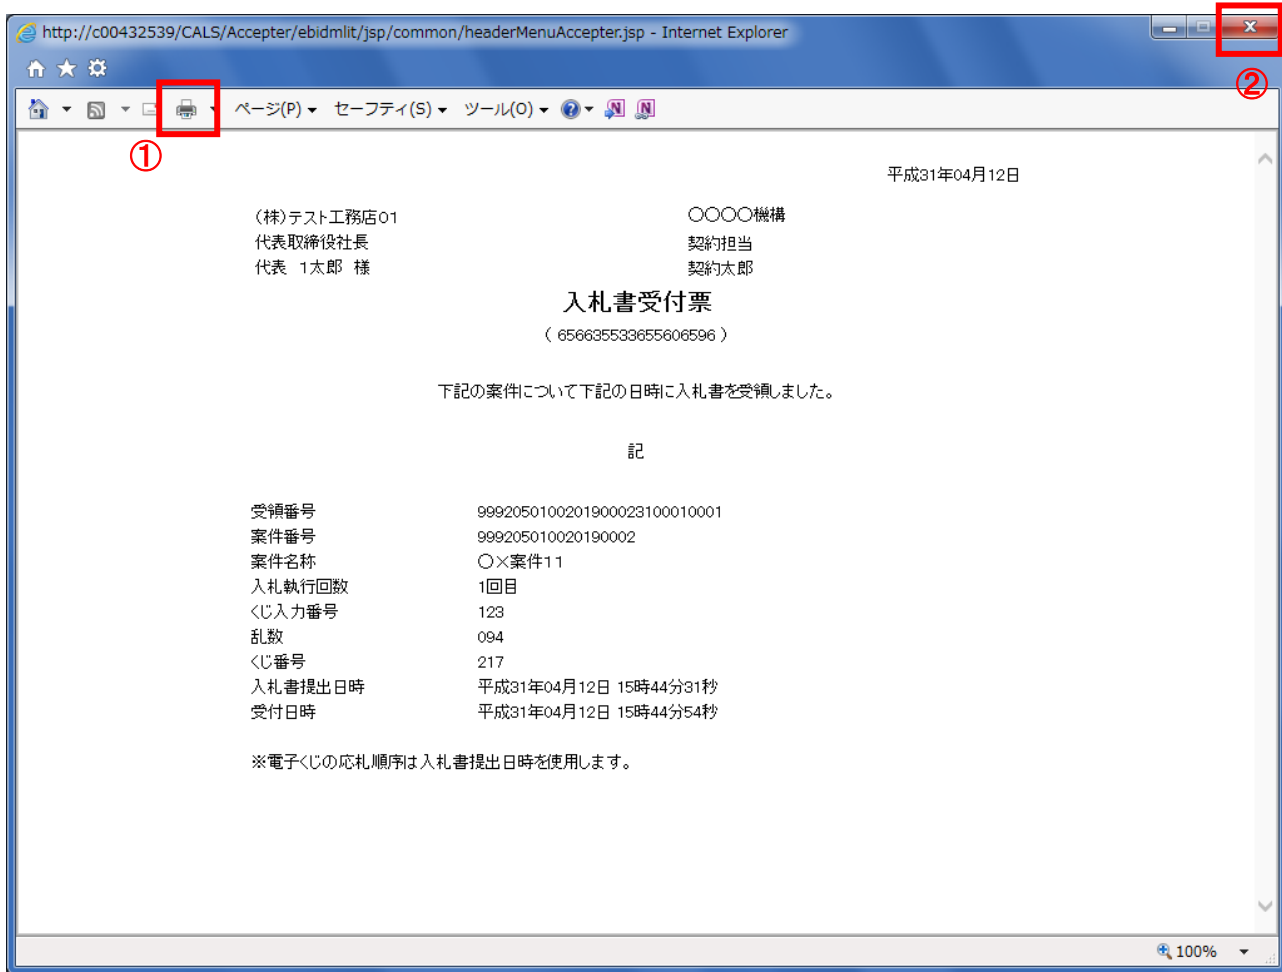 http://c00432539/CALS/Accepter/ebidmlit/jsp/common/headerMenuAccepter.jsp - Internet Explorer
②
ページ(P) セーフティ(S) ツール(O)
①
平成31年04月12日
(株)テスト工務店01 〇〇〇〇機構
代表取締役社長 契約担当
代表 1太郎 様 契約太郎
入札書受付票
( 656635533655606596 )
下記の案件について下記の日時に入札書を受領しました。
記
受領番号 9992050100201900023100010001
案件番号 999205010020190002
案件名称 〇×案件11
入札執行回数 1回目
くじ入力番号 123
乱数 094
くじ番号 217
入札書提出日時 平成31年04月12日 15時44分31秒
受付日時 平成31年04月12日 15時44分54秒
※電子くじの応札順序は入札書提出日時を使用します。
100%